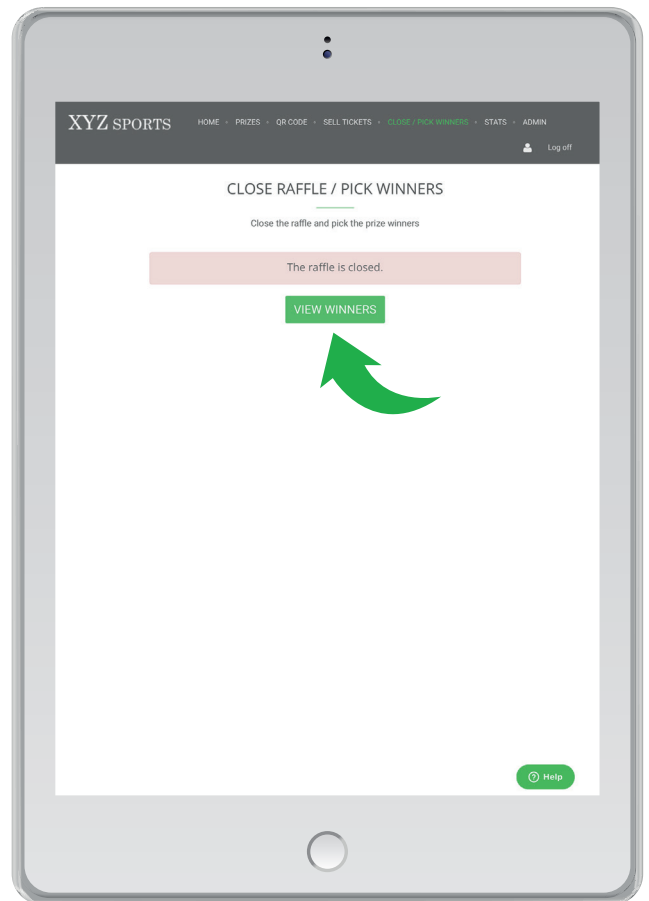 XYZ SPORTS HOME PRIZES QR CODE SELL TICKETS CLOSE / PICK WINNERS STATS ADMIN
Log off
CLOSE RAFFLE / PICK WINNERS
Close the raffle and pick the prize winners
The raffle is closed.
VIEW WINNERS
? Help